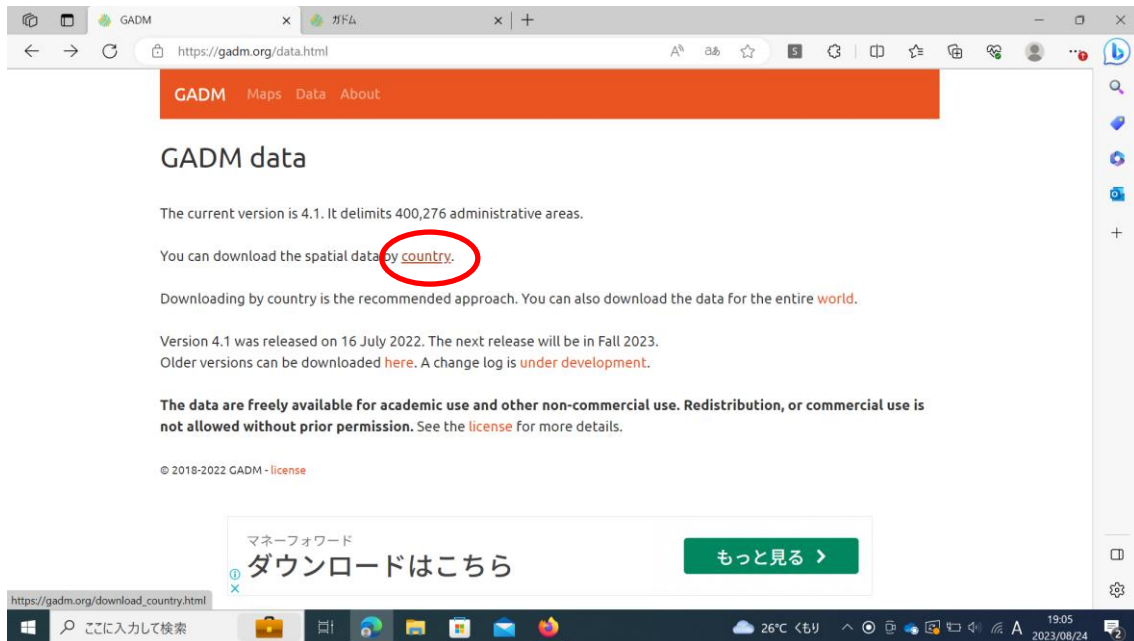 GADM
ガドム
https://gadm.org/data.html
GADM Maps Data About
GADM data
The current version is 4.1. It delimits 400,276 administrative areas.
You can download the spatial data by country.
Downloading by country is the recommended approach. You can also download the data for the entire world.
Version 4.1 was released on 16 July 2022. The next release will be in Fall 2023.
Older versions can be downloaded here. A change log is under development.
The data are freely available for academic use and other non-commercial use. Redistribution, or commercial use is
not allowed without prior permission. See the license for more details.
© 2018-2022 GADM - license
マネーフォワード
ダウンロードはこちら
もっと見る
https://gadm.org/download_country.html
ここに入力して検索
26°C くもり
A
19:05
2023/08/24
2